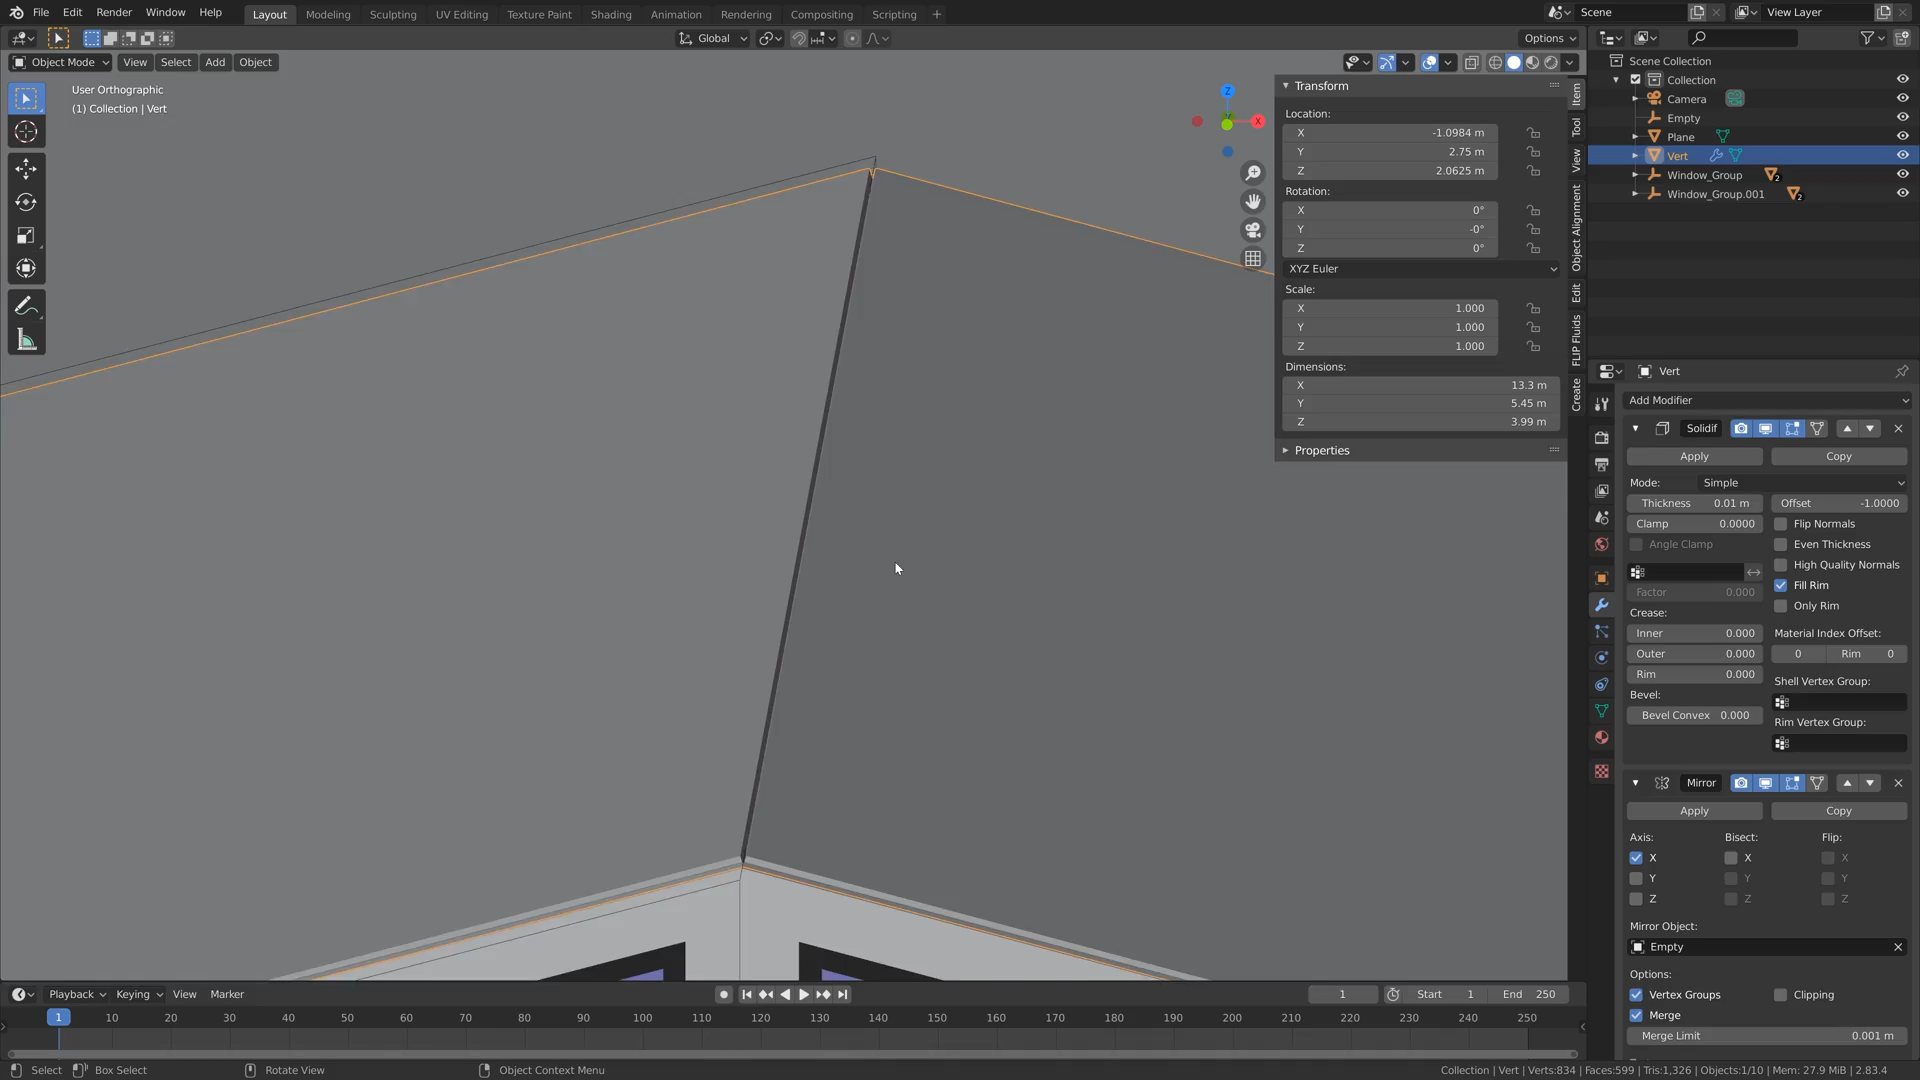 File Edit Render Window Help Layout Modeling Sculpting UV Editing Texture Paint Shading Animation Rendering Compositing Scripting + Scene View Layer
Global Options
Object Mode View Select Add Object
User Orthographic
(1) Collection | Vert
Z
X
Y
Transform
Location:
X -1.0984 m
Y 2.75 m
Z 2.0625 m
Rotation:
X 0°
Y -0°
Z 0°
XYZ Euler
Scale:
X 1.000
Y 1.000
Z 1.000
Dimensions:
X 13.3 m
Y 5.45 m
Z 3.99 m
Properties
Item
Tool
View
Object Alignment
Edit
FLIP Fluids
Create
Scene Collection
Collection
Camera
Empty
Plane
Vert
Window_Group 2
Window_Group.001 2
Vert
Add Modifier
Solidif
Apply Copy
Mode: Simple
Thickness 0.01 m Offset -1.0000
Clamp 0.0000 Flip Normals
Angle Clamp Even Thickness
High Quality Normals
Factor 0.000 Fill Rim
Crease: Only Rim
Inner 0.000 Material Index Offset:
Outer 0.000 0 Rim 0
Rim 0.000 Shell Vertex Group:
Bevel:
Bevel Convex 0.000 Rim Vertex Group:
Mirror
Apply Copy
Axis: Bisect: Flip:
X X X
Y Y Y
Z Z Z
Mirror Object:
Empty
Options:
Vertex Groups Clipping
Merge
Merge Limit 0.001 m
Playback Keying View Marker 1 Start 1 End 250
1 10 20 30 40 50 60 70 80 90 100 110 120 130 140 150 160 170 180 190 200 210 220 230 240 250
Select Box Select Rotate View Object Context Menu Collection | Vert | Verts:834 | Faces:599 | Tris:1,326 | Objects:1/10 | Mem: 27.9 MiB | 2.83.4